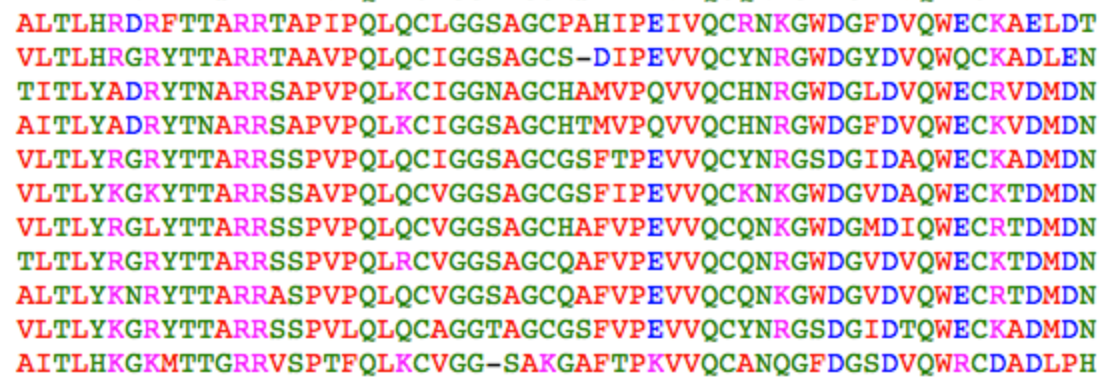 ALTLHRDRFTTARRTAPIPQLQCLGGSAGCPAHIPEIVQCRNKGWDGFDVQWECKAELDT
VLTLHRGRYTTARRTAAVPQLQCIGGSAGCS-DIPEVVQCYNRGWDGYDVQWQCKADLEN
TITLYADRYTNARRSAPVPQLKCIGGNAGCHAMVPQVVQCHNRGWDGLDVQWECRVDMDN
AITLYADRYTNARRSAPVPQLKCIGGSAGCHTMVPQVVQCHNRGWDGFDVQWECKVDMDN
VLTLYRGRYTTARRSSPVPQLQCIGGSAGCGSFTPEVVQCYNRGSDGIDAQWECKADMDN
VLTLYKGKYTTARRSSAVPQLQCVGGSAGCGSFIPEVVQCKNKGWDGVDAQWECKTDMDN
VLTLYRGLYTTARRSSPVPQLQCVGGSAGCHAFVPEVVQCQNKGWDGMDIQWECRTDMDN
TLTLYRGRYTTARRSSPVPQLRCVGGSAGCQAFVPEVVQCQNRGWDGVDVQWECKTDMDN
ALTLYKNRYTTARRASPVPQLQCVGGSAGCQAFVPEVVQCQNKGWDGVDVQWECRTDMDN
VLTLYKGRYTTARRSSPVLQLQCAGGTAGCGSFVPEVVQCYNRGSDGIDTQWECKADMDN
AITLHKGKMTTGRRVSPTFQLKCVGG-SAKGAFTPKVVQCANQGFDGSDVQWRCDADLPH